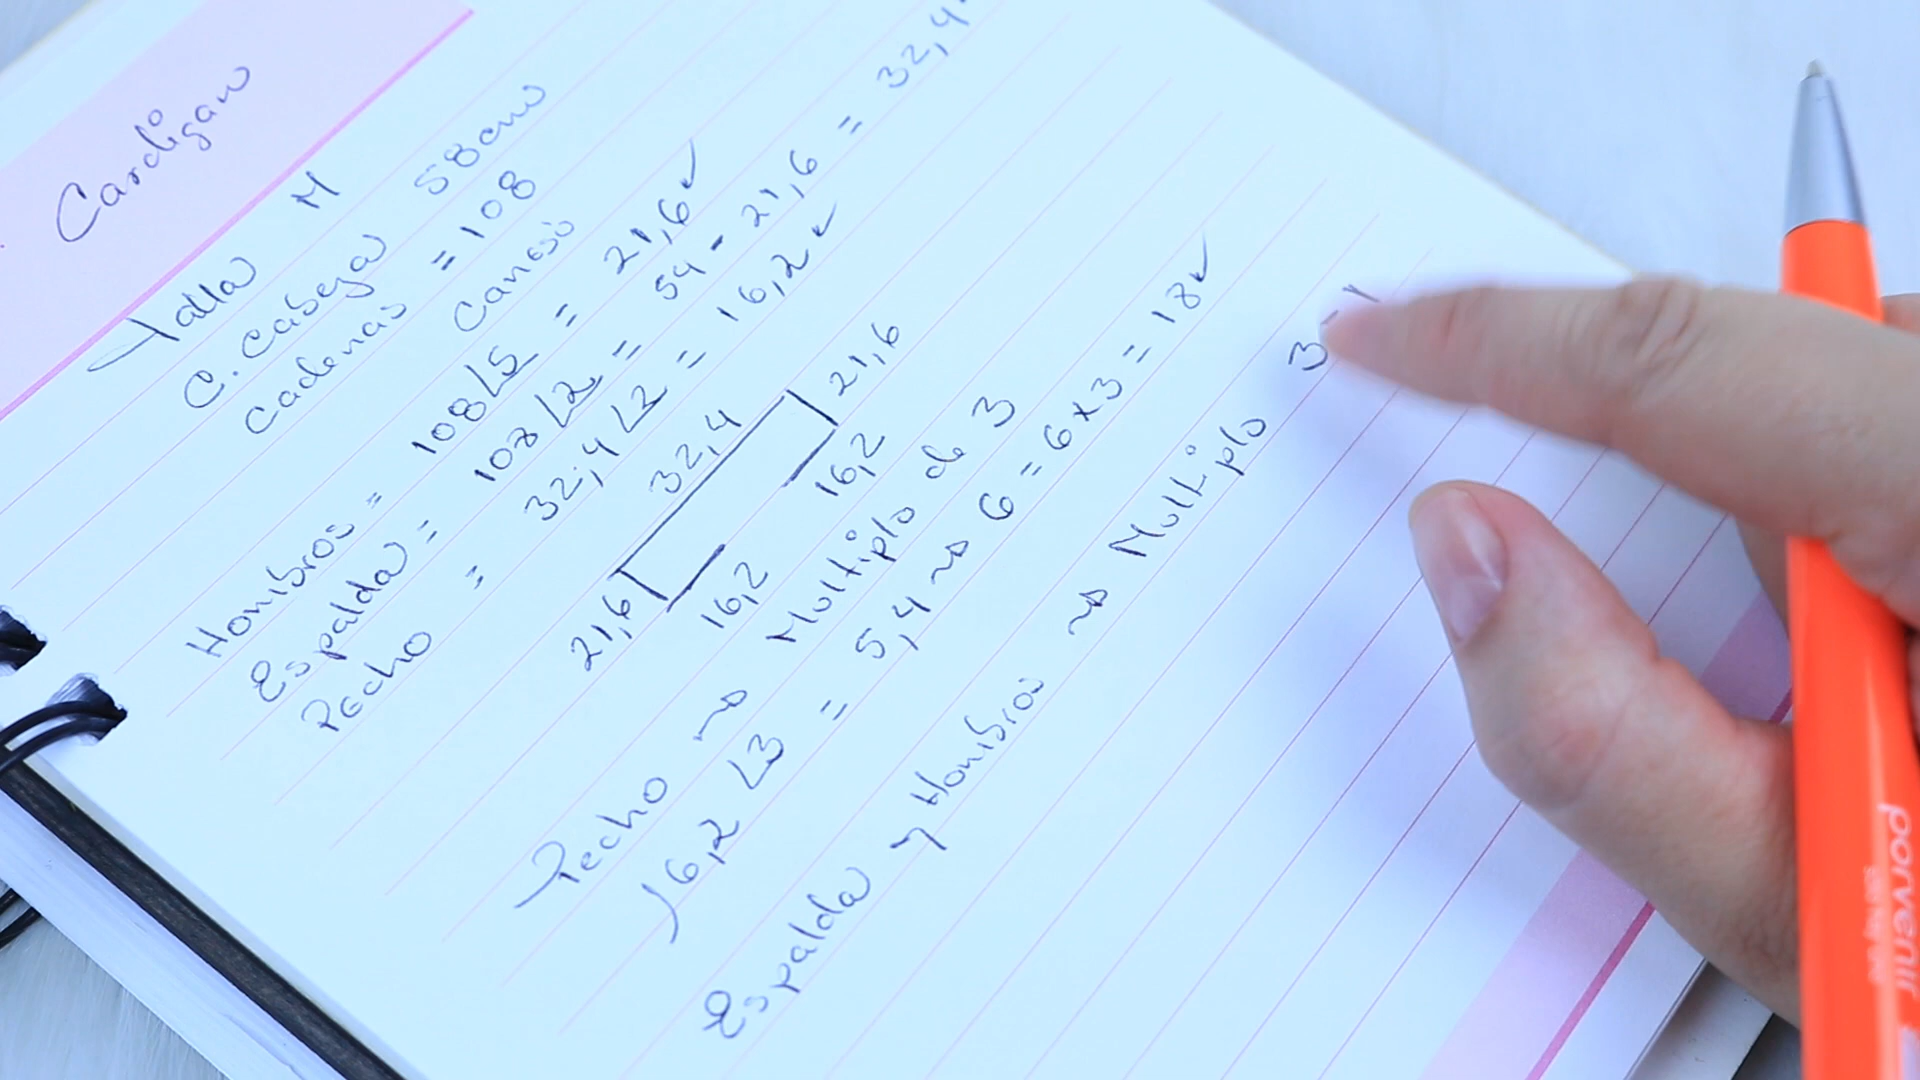 Cardigan
Talla M
C. Cabeza 58cm
Cadenas = 108
Canesú
Hombros = 108 ∠5 = 21,6 ✓
Espalda = 108 ∠2 = 54 - 21,6 = 32,4
Pecho = 32,4 ∠2 = 16,2 ✓
32,4
21,6
21,6
16,2
16,2
Pecho ⇝ Multiplo de 3
16,2 ∠3 = 5,4 ⇝ 6 = 6x3 = 18 ✓
Espalda y Hombros ⇝ Multiplo 3
porvenir